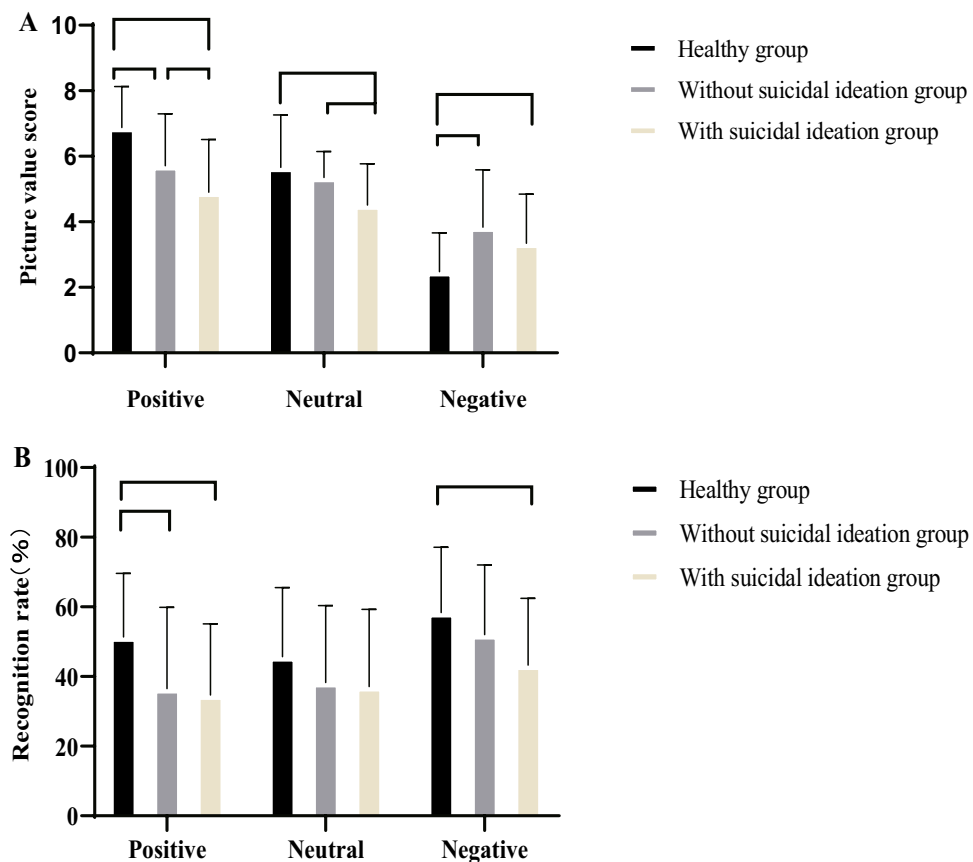 A
Picture value score
10
8
6
4
2
0
Positive
Neutral
Negative
Healthy group
Without suicidal ideation group
With suicidal ideation group
B
Recognition rate(%)
100
80
60
40
20
0
Positive
Neutral
Negative
Healthy group
Without suicidal ideation group
With suicidal ideation group